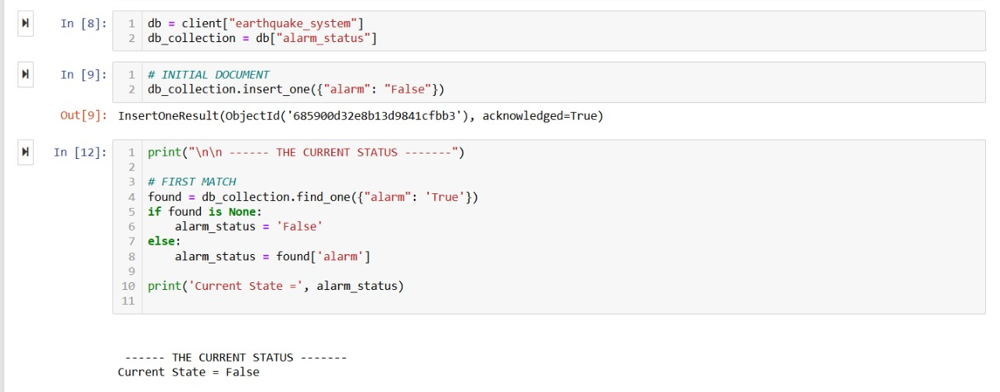 In [8]:
1 db = client["earthquake_system"]
2 db_collection = db["alarm_status"]
In [9]:
1 # INITIAL DOCUMENT
2 db_collection.insert_one({"alarm": "False"})
Out[9]: InsertOneResult(ObjectId('685900d32e8b13d9841cfbb3'), acknowledged=True)
In [12]:
1 print("\n\n ------ THE CURRENT STATUS -------")
2
3 # FIRST MATCH
4 found = db_collection.find_one({"alarm": 'True'})
5 if found is None:
6     alarm_status = 'False'
7 else:
8     alarm_status = found['alarm']
9
10 print('Current State =', alarm_status)
11
------ THE CURRENT STATUS -------
Current State = False